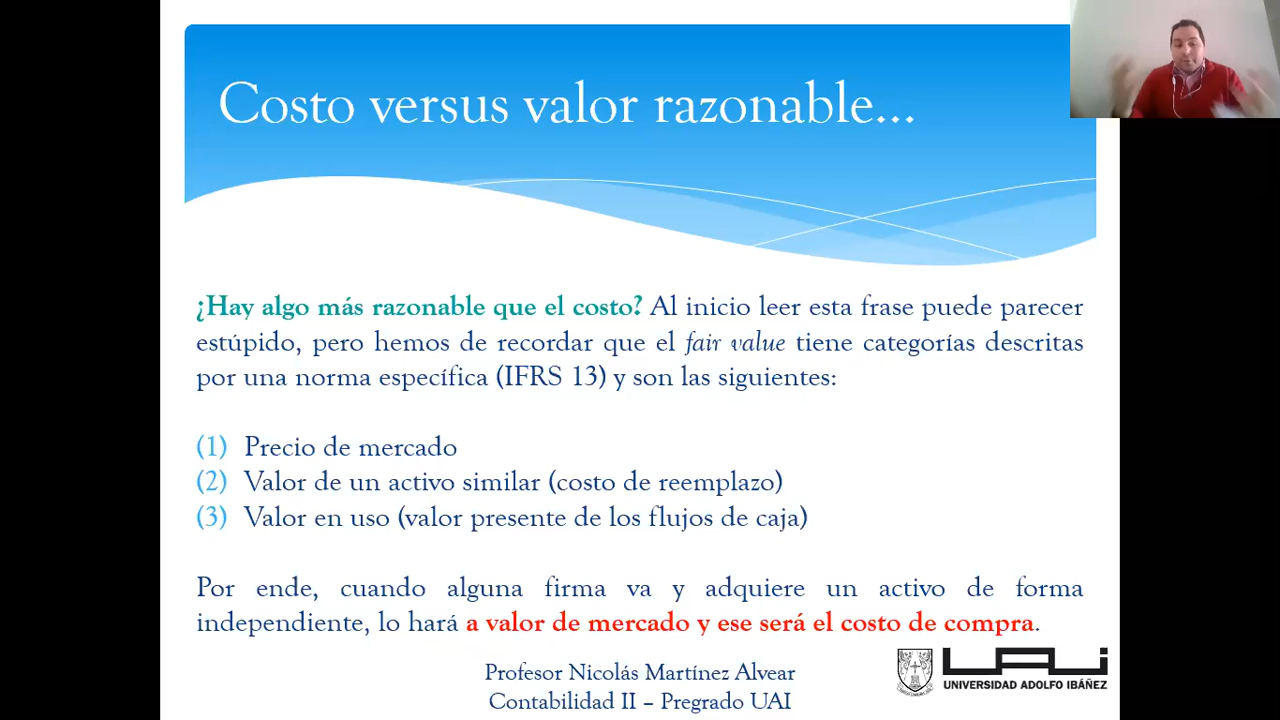 Costo versus valor razonable...
¿Hay algo más razonable que el costo? Al inicio leer esta frase puede parecer
estúpido, pero hemos de recordar que el fair value tiene categorías descritas
por una norma específica (IFRS 13) y son las siguientes:
(1) Precio de mercado
(2) Valor de un activo similar (costo de reemplazo)
(3) Valor en uso (valor presente de los flujos de caja)
Por ende, cuando alguna firma va y adquiere un activo de forma
independiente, lo hará a valor de mercado y ese será el costo de compra.
Profesor Nicolás Martínez Alvear
Contabilidad II – Pregrado UAI
UAI
UNIVERSIDAD ADOLFO IBÁÑEZ